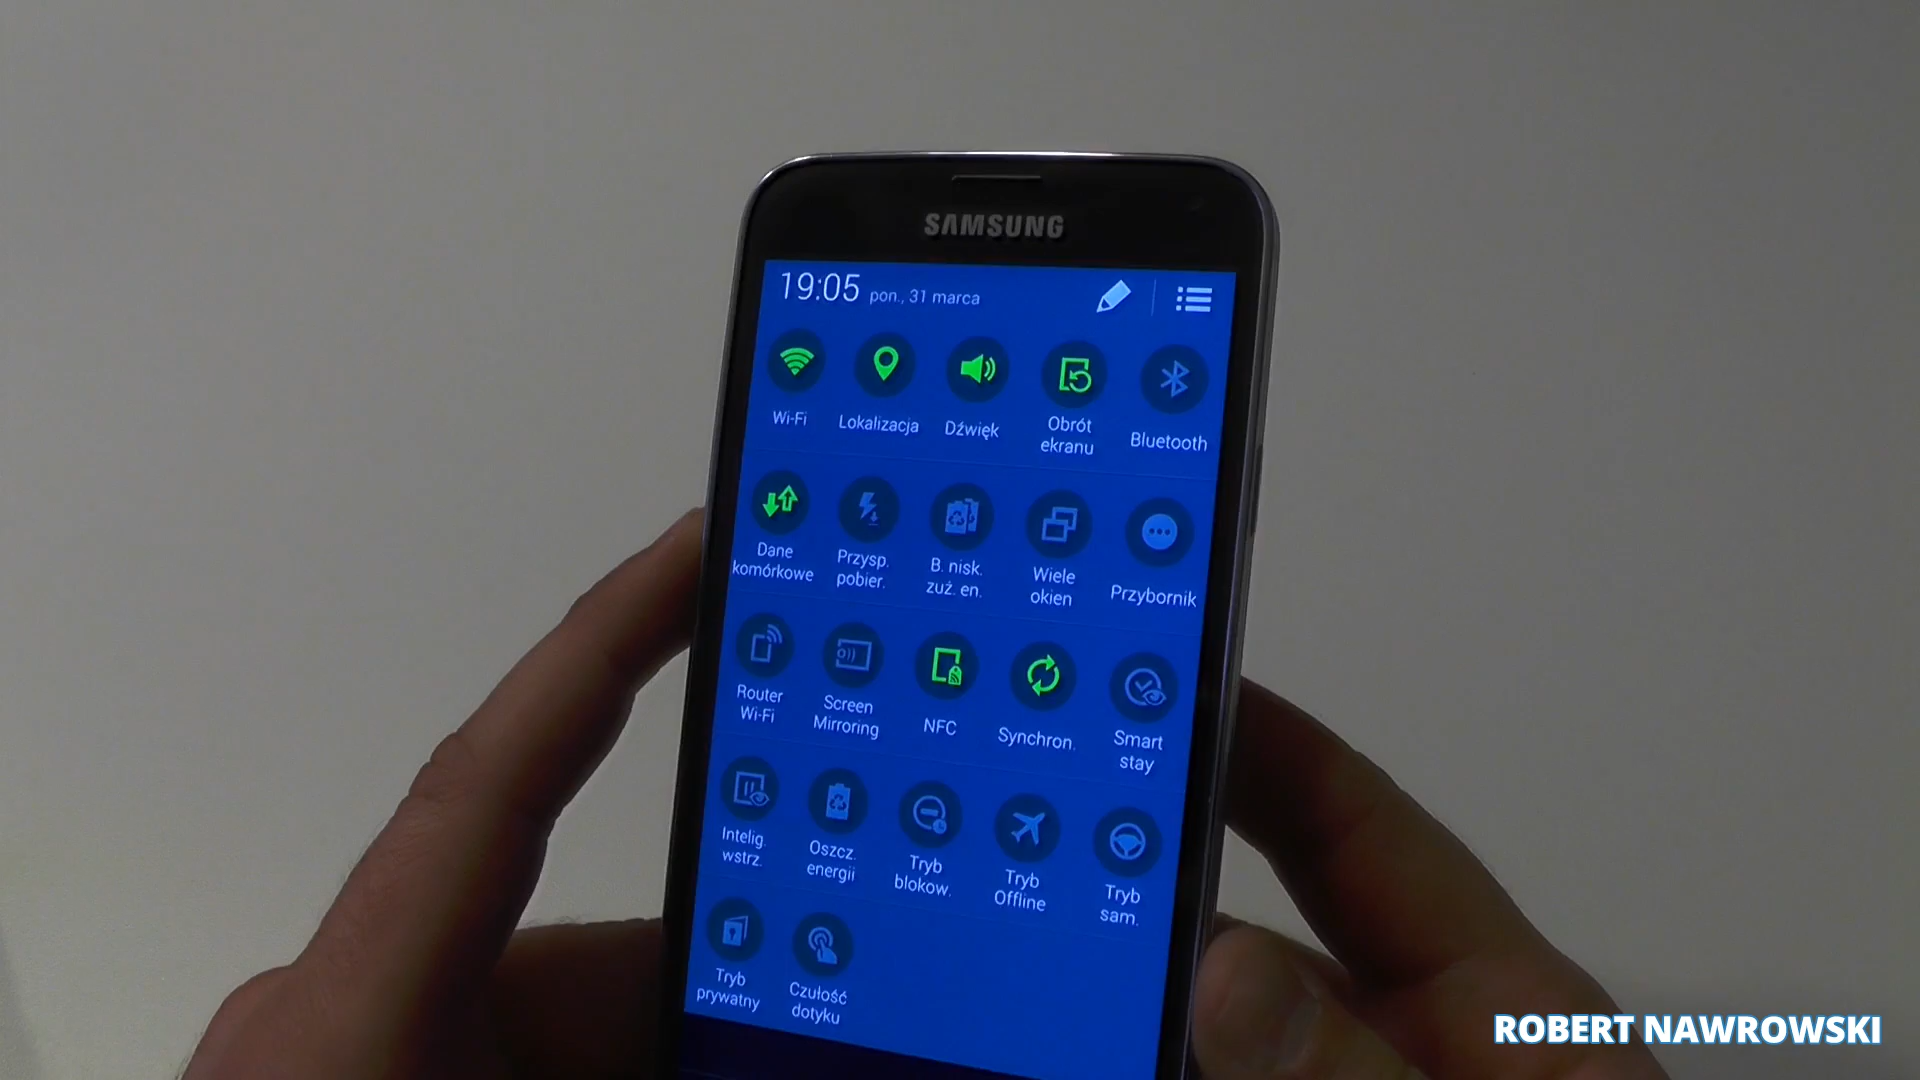 SAMSUNG
19:05 pon., 31 marca
Wi-Fi
Lokalizacja
Dźwięk
Obrót
ekranu
Bluetooth
Dane
komórkowe
Przysp.
pobier.
B. nisk.
zuż. en.
Wiele
okien
Przybornik
Router
Wi-Fi
Screen
Mirroring
NFC
Synchron.
Smart
stay
Intelig.
wstrz.
Oszcz.
energii
Tryb
blokow.
Tryb
Offline
Tryb
sam.
Tryb
prywatny
Czułość
dotyku
ROBERT NAWROWSKI